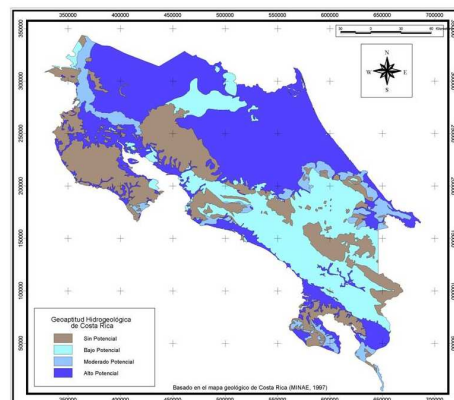 350000 400000 450000 500000 550000 600000 650000 700000
N
W E
S
350000
300000
250000
200000
150000
100000
50000
Geoaptitud Hidrogeológica
de Costa Rica
Sin Potencial
Bajo Potencial
Moderado Potencial
Alto Potencial
Basado en el mapa geológico de Costa Rica (MINAE, 1997)
350000 400000 450000 500000 550000 600000 650000 700000